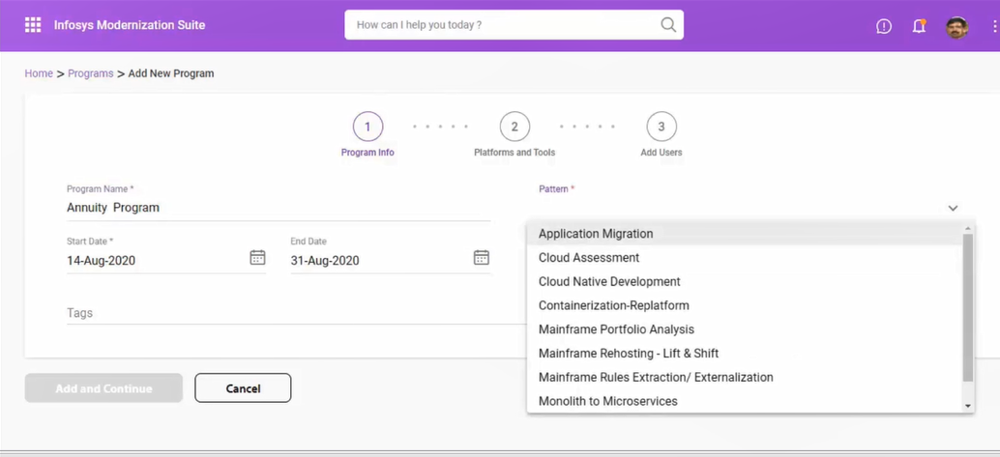 Infosys Modernization Suite
How can I help you today ?
Home > Programs > Add New Program
1
2
3
Program Info
Platforms and Tools
Add Users
Program Name *
Annuity  Program
Pattern *
Start Date *
14-Aug-2020
End Date
31-Aug-2020
Tags
Application Migration
Cloud Assessment
Cloud Native Development
Containerization-Replatform
Mainframe Portfolio Analysis
Mainframe Rehosting - Lift & Shift
Mainframe Rules Extraction/ Externalization
Monolith to Microservices
Add and Continue
Cancel